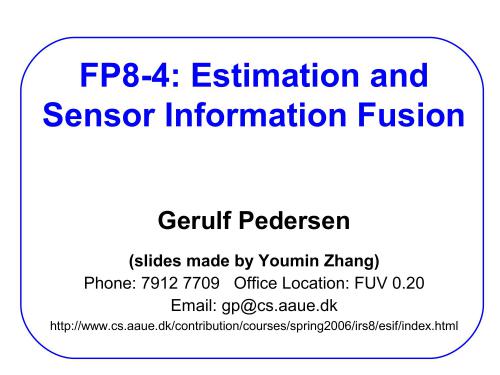 FP8-4: Estimation and
Sensor Information Fusion
Gerulf Pedersen
(slides made by Youmin Zhang)
Phone: 7912 7709 Office Location: FUV 0.20
Email: gp@cs.aaue.dk
http://www.cs.aaue.dk/contribution/courses/spring2006/irs8/esif/index.html